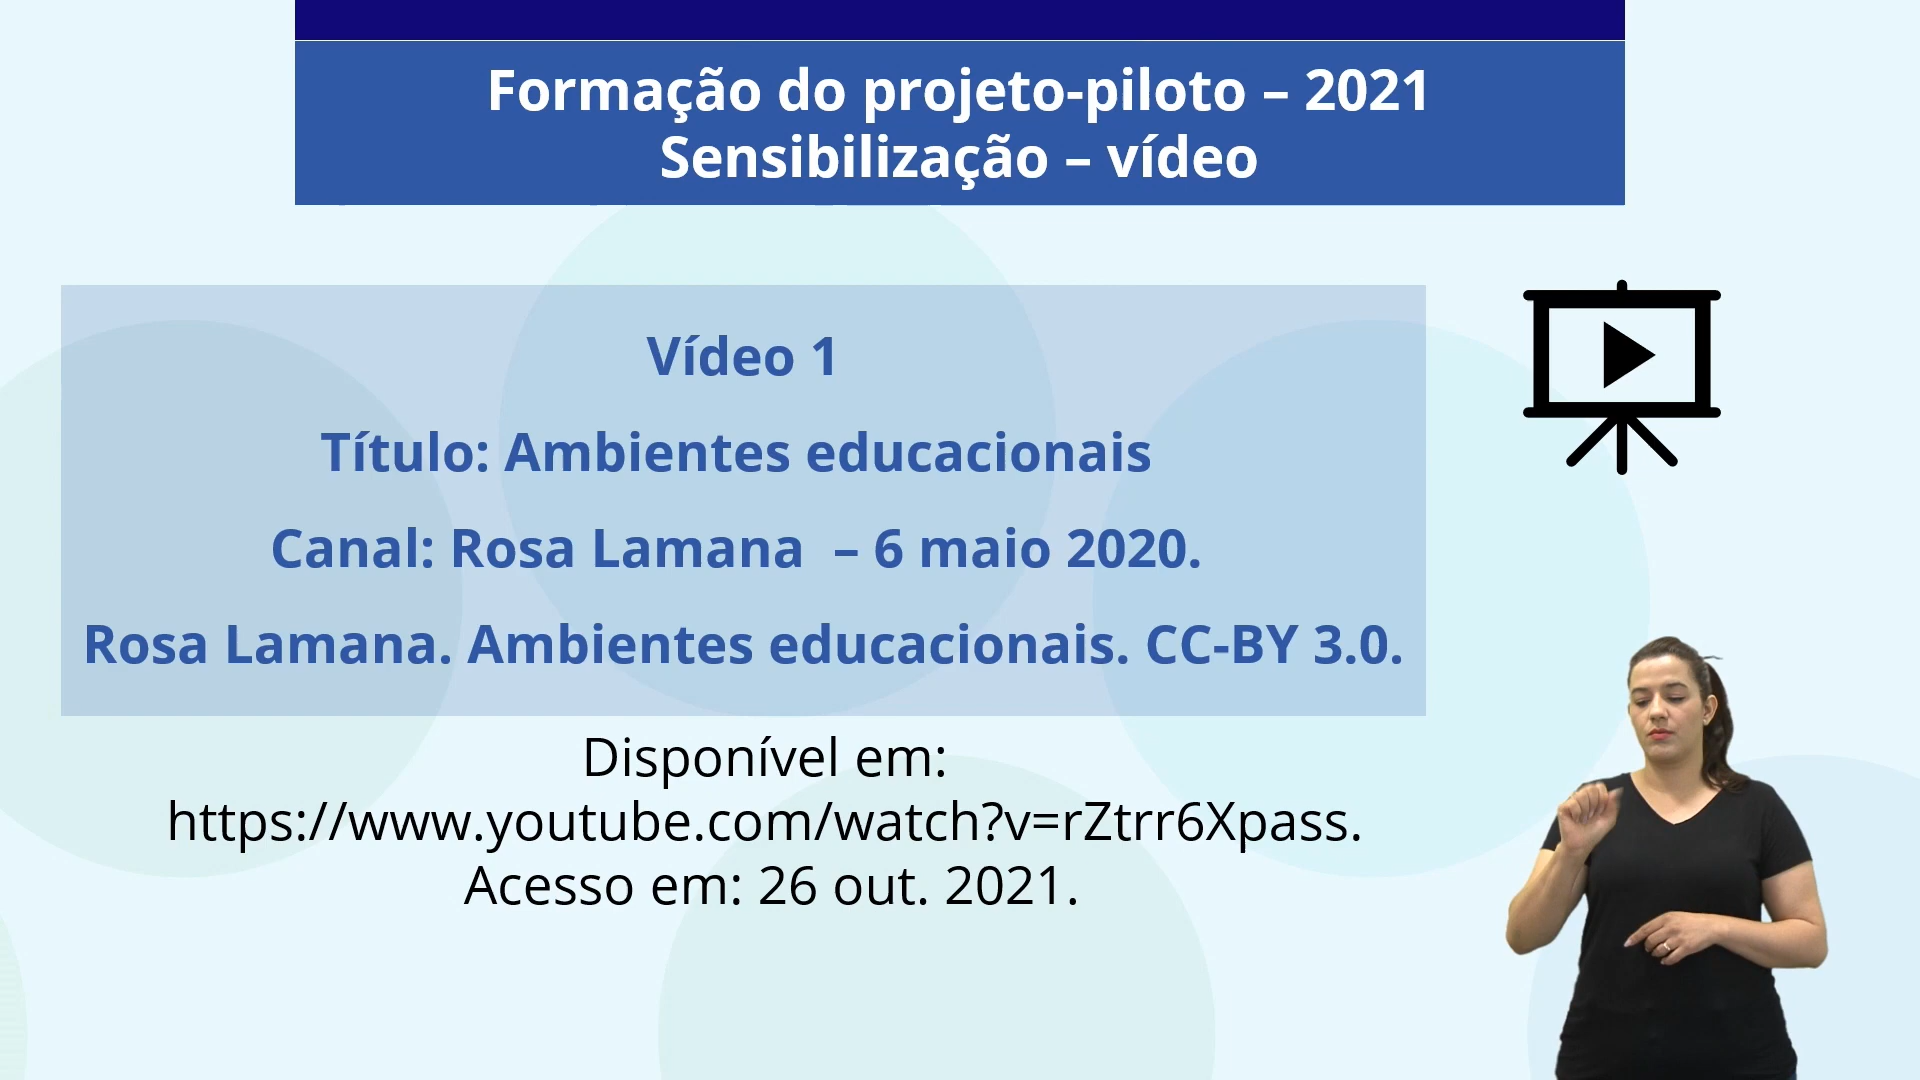 Formação do projeto-piloto – 2021
Sensibilização – vídeo
Vídeo 1
Título: Ambientes educacionais
Canal: Rosa Lamana – 6 maio 2020.
Rosa Lamana. Ambientes educacionais. CC-BY 3.0.
Disponível em:
https://www.youtube.com/watch?v=rZtrr6Xpass.
Acesso em: 26 out. 2021.